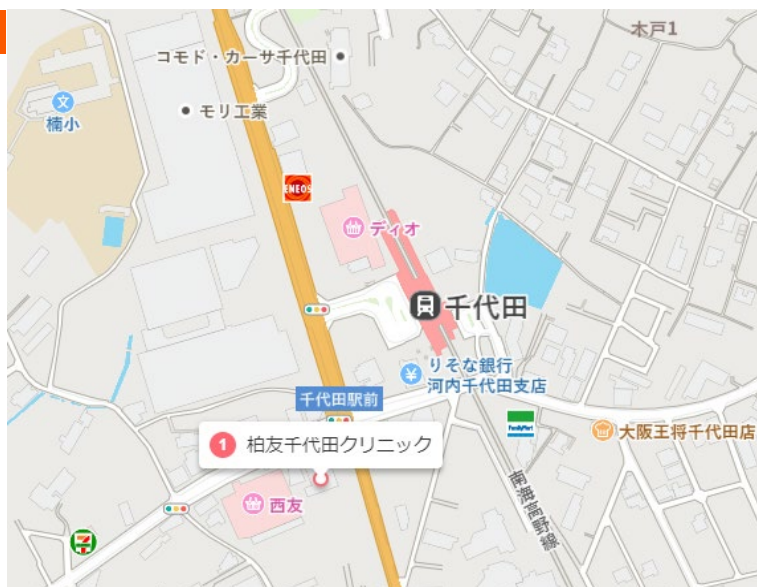 木戸1
コモド・カーサ千代田
モリ工業
文
楠小
ENEOS
ディオ
千代田
りそな銀行
河内千代田支店
千代田駅前
FamilyMart
大阪王将千代田店
1 柏友千代田クリニック
西友
南海高野線
7